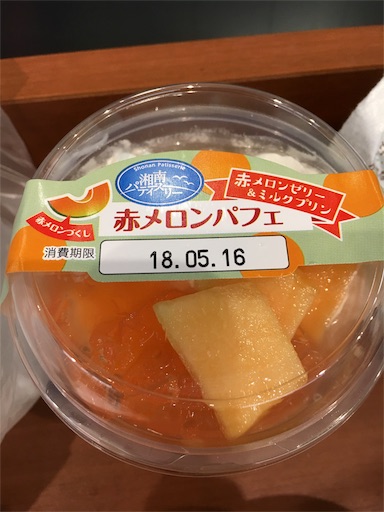 Shonan Patisserie
湘南
パティスリー
赤メロンゼリー
＆ミルクプリン
赤メロンづくし
赤メロンパフェ
消費期限
18.05.16